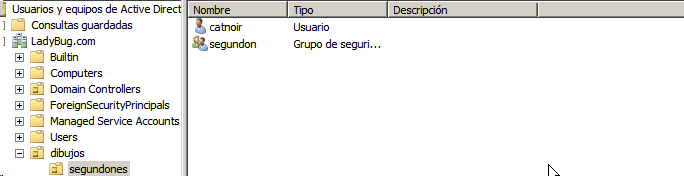 Usuarios y equipos de Active Direct
Consultas guardadas
LadyBug.com
Builtin
Computers
Domain Controllers
ForeignSecurityPrincipals
Managed Service Accounts
Users
dibujos
segundones
Nombre Tipo Descripción
catnoir Usuario
segundon Grupo de seguri...